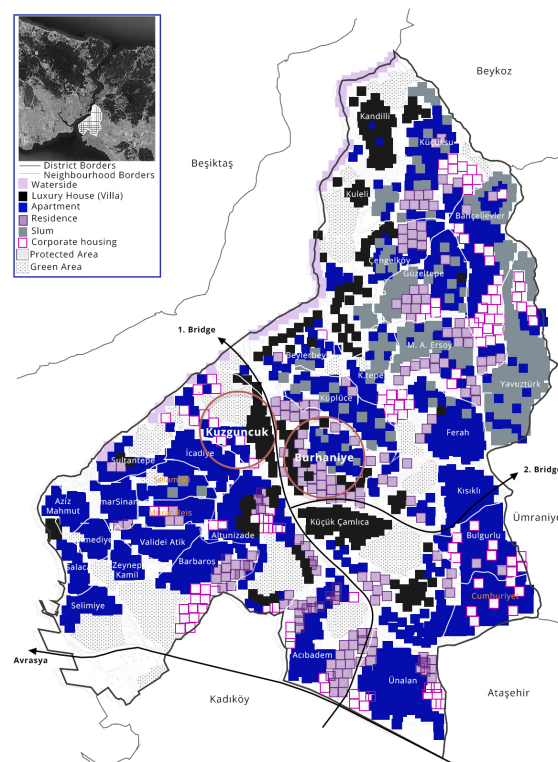 District Borders
Neighbourhood Borders
Waterside
Luxury House (Villa)
Apartment
Residence
Slum
Corporate housing
Protected Area
Green Area
Beykoz
Beşiktaş
Kandilli
Küçüksu
Kuleli
Bahçelievler
Çengelköy
Güzeltepe
1. Bridge
M. A. Ersoy
Beylerbeyi
K.tepe
Yavuztürk
Küplüce
Kuzguncuk
Ferah
İcadiye
Burhaniye
Sultantepe
2. Bridge
Kısıklı
Aziz
Mahmut
Ümraniye
Küçük Çamlıca
Altunizade
Bulgurlu
Validei Atik
Barbaros
Zeynep
Kamil
Selimiye
Cumhuriyet
Avrasya
Acıbadem
Ünalan
Kadıköy
Ataşehir